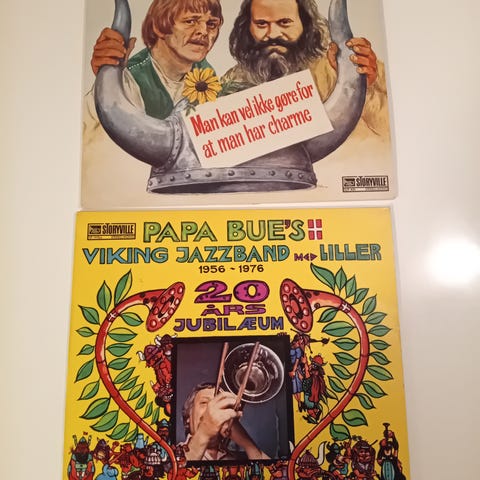 Man kan vel ikke gøre for
at man har charme
STORYVILLE
STORYVILLE
PAPA BUE'S
VIKING JAZZBAND MED LILLER
1956 - 1976
20
ÅRS
JUBILÆUM